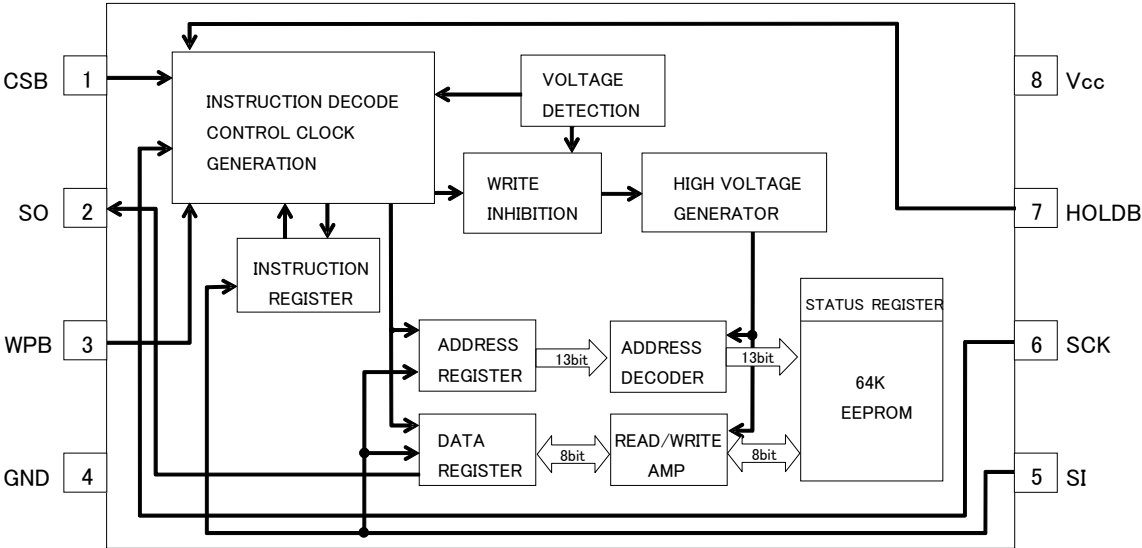 CSB 1
INSTRUCTION DECODE
CONTROL CLOCK
GENERATION
VOLTAGE
DETECTION
8 Vcc
SO 2
WRITE
INHIBITION
HIGH VOLTAGE
GENERATOR
7 HOLDB
INSTRUCTION
REGISTER
STATUS REGISTER
WPB 3
ADDRESS
REGISTER
13bit
ADDRESS
DECODER
13bit
64K
EEPROM
6 SCK
GND 4
DATA
REGISTER
8bit
READ/WRITE
AMP
8bit
5 SI